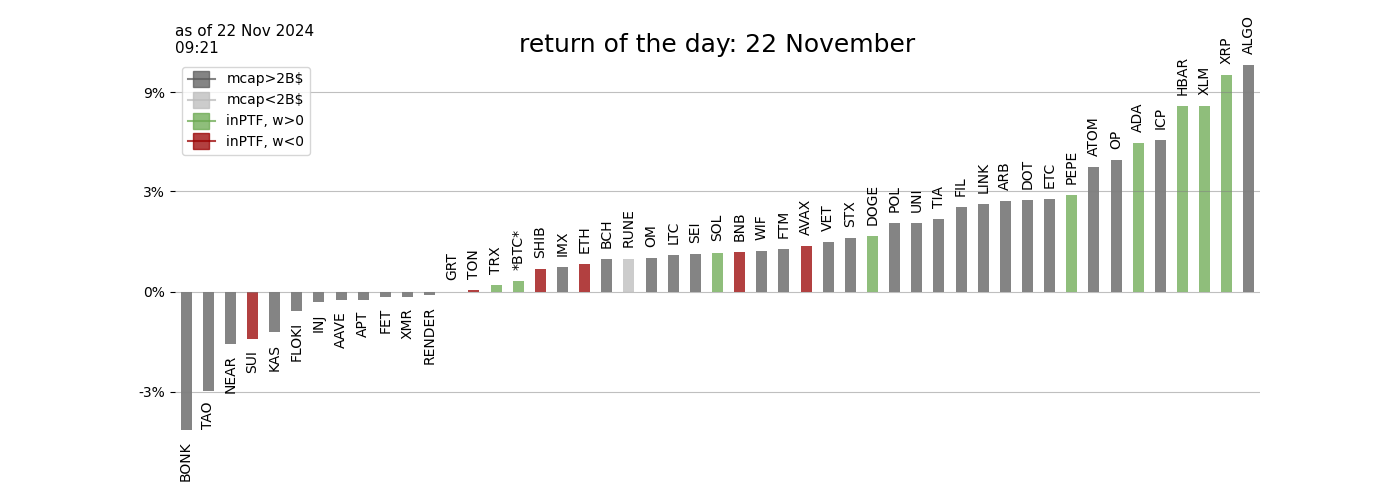 as of 22 Nov 2024
09:21
return of the day: 22 November
mcap>2B$
mcap<2B$
inPTF, w>0
inPTF, w<0
9%
3%
0%
-3%
BONK
TAO
NEAR
SUI
KAS
FLOKI
INJ
AAVE
APT
FET
XMR
RENDER
GRT
TON
TRX
*BTC*
SHIB
IMX
ETH
BCH
RUNE
OM
LTC
SEI
SOL
BNB
WIF
FTM
AVAX
VET
STX
DOGE
POL
UNI
TIA
FIL
LINK
ARB
DOT
ETC
PEPE
ATOM
OP
ADA
ICP
HBAR
XLM
XRP
ALGO